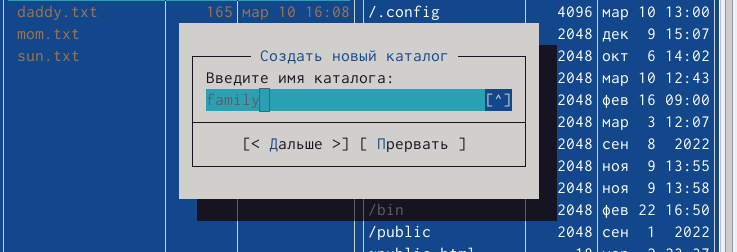 daddy.txt 165 мар 10 16:08 /.config 4096 мар 10 13:00
mom.txt 2048 дек 9 15:07
sun.txt Создать новый каталог 2048 окт 6 14:02
Введите имя каталога: 2048 мар 10 12:43
family [^] 2048 фев 16 09:00
2048 мар 3 12:07
[< Дальше >] [ Прервать ] 2048 сен 8 2022
2048 ноя 9 13:55
2048 ноя 9 13:58
/bin 2048 фев 22 16:50
/public 2048 сен 1 2022